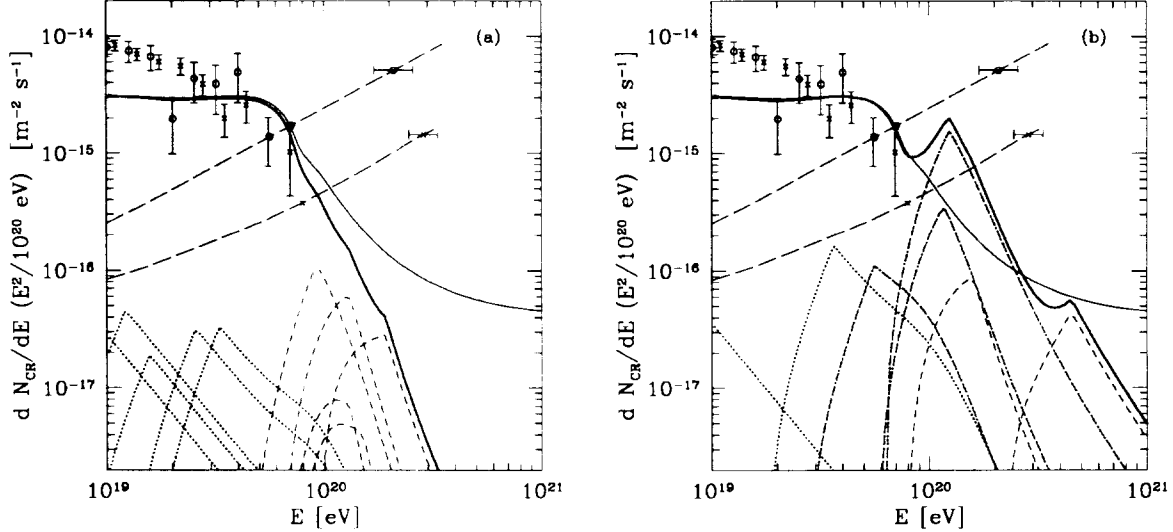 (a)
d N_CR/dE (E²/10²⁰ eV) [m⁻² s⁻¹]
10⁻¹⁴
10⁻¹⁵
10⁻¹⁶
10⁻¹⁷
10¹⁹ 10²⁰ 10²¹
E [eV]
(b)
d N_CR/dE (E²/10²⁰ eV) [m⁻² s⁻¹]
10⁻¹⁴
10⁻¹⁵
10⁻¹⁶
10⁻¹⁷
10¹⁹ 10²⁰ 10²¹
E [eV]